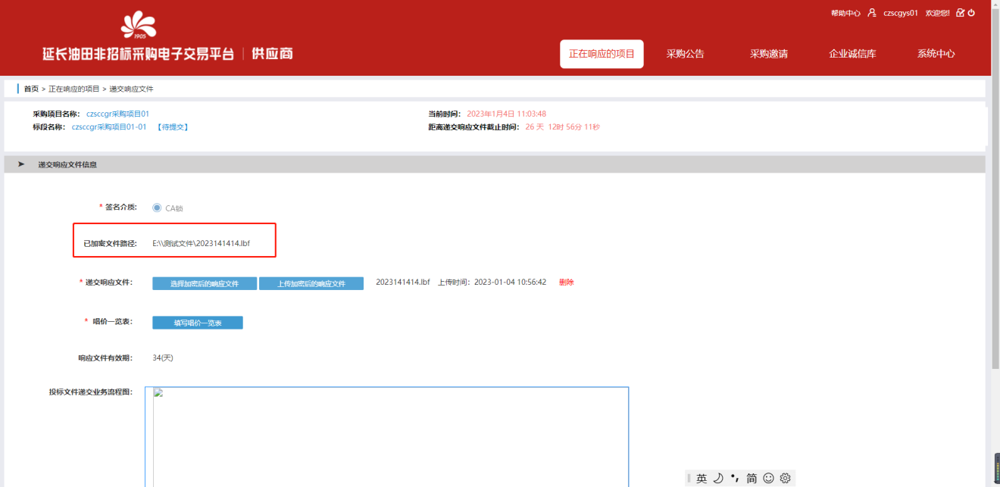 帮助中心 czscgys01 欢迎您!
1905
延长油田非招标采购电子交易平台 | 供应商
正在响应的项目 采购公告 采购邀请 企业诚信库 系统中心
首页 > 正在响应的项目 > 递交响应文件
采购项目名称: czsccgr采购项目01 当前时间: 2023年1月4日 11:03:48
标段名称: czsccgr采购项目01-01 【待提交】 距离递交响应文件截止时间: 26 天 12时 56分 11秒
递交响应文件信息
* 签名介质: CA锁
已加密文件路径: E:\\测试文件\2023141414.lbf
* 递交响应文件: 选择加密后的响应文件 上传加密后的响应文件 2023141414.lbf 上传时间: 2023-01-04 10:56:42 删除
* 唱价一览表: 填写唱价一览表
响应文件有效期: 34(天)
投标文件递交业务流程图:
英 简